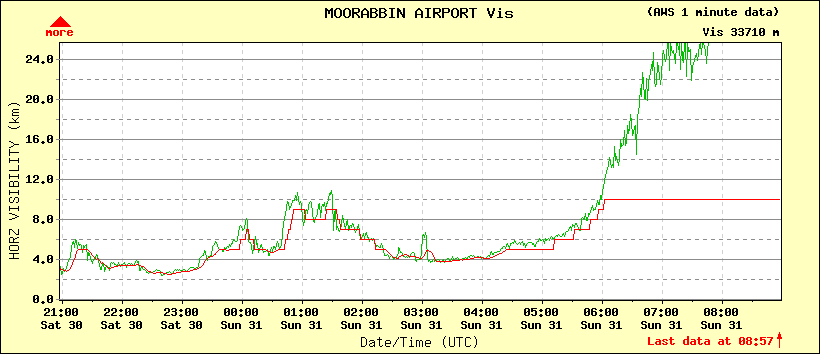 MOORABBIN AIRPORT Vis
(AWS 1 minute data)
more
Vis 33710 m
HORZ VISIBILITY (km)
24.0
20.0
16.0
12.0
8.0
4.0
0.0
21:00 22:00 23:00 00:00 01:00 02:00 03:00 04:00 05:00 06:00 07:00 08:00
Sat 30 Sat 30 Sat 30 Sun 31 Sun 31 Sun 31 Sun 31 Sun 31 Sun 31 Sun 31 Sun 31 Sun 31
Date/Time (UTC)
Last data at 08:57